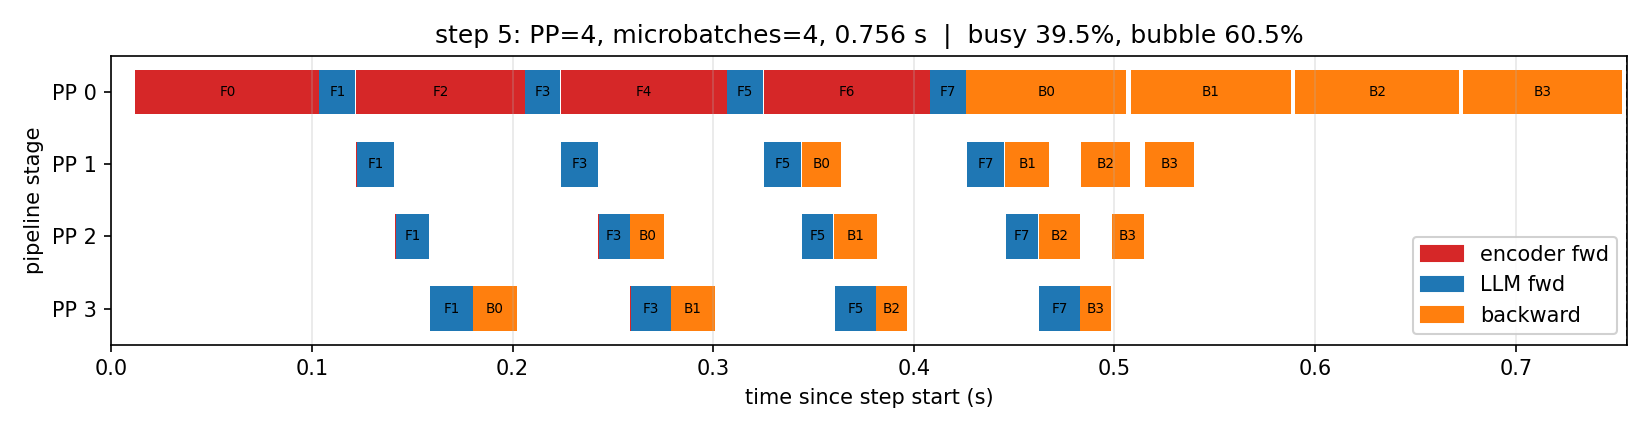 step 5: PP=4, microbatches=4, 0.756 s | busy 39.5%, bubble 60.5%
PP 0
F0 F1 F2 F3 F4 F5 F6 F7 B0 B1 B2 B3
PP 1
F1 F3 F5 B0 F7 B1 B2 B3
PP 2
F1 F3 B0 F5 B1 F7 B2 B3
PP 3
F1 B0 F3 B1 F5 B2 F7 B3
pipeline stage
encoder fwd
LLM fwd
backward
0.0 0.1 0.2 0.3 0.4 0.5 0.6 0.7
time since step start (s)